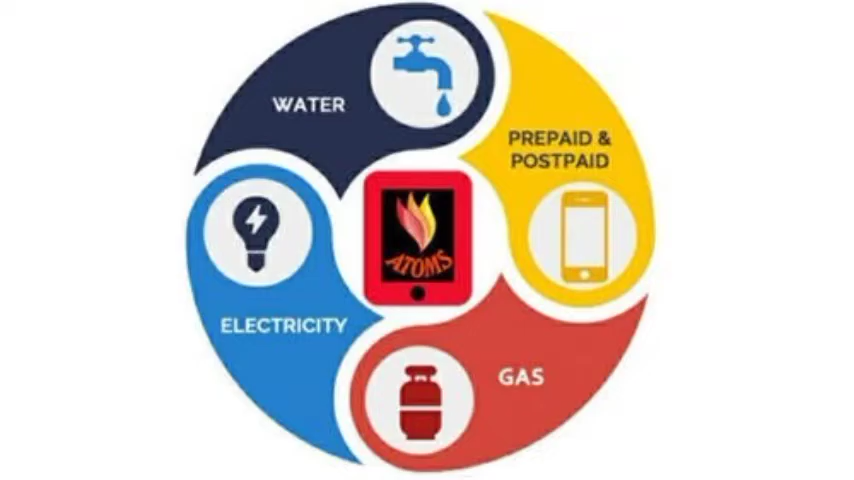 WATER
PREPAID &
POSTPAID
ELECTRICITY
ATOMS
GAS